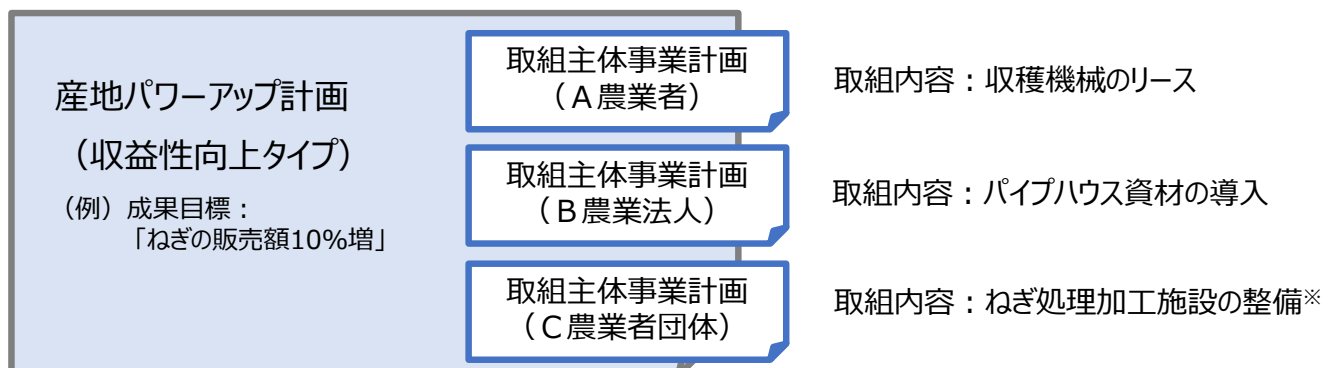 産地パワーアップ計画
（収益性向上タイプ）
（例）成果目標：
「ねぎの販売額10%増」
取組主体事業計画
（Ａ農業者）
取組内容：収穫機械のリース
取組主体事業計画
（Ｂ農業法人）
取組内容：パイプハウス資材の導入
取組主体事業計画
（Ｃ農業者団体）
取組内容：ねぎ処理加工施設の整備※